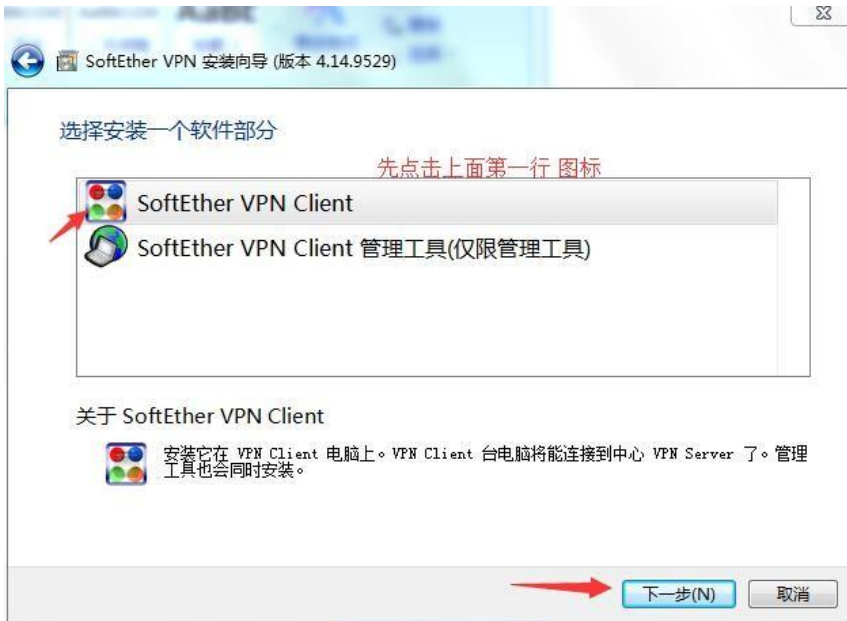 SoftEther VPN 安装向导 (版本 4.14.9529)
选择安装一个软件部分
先点击上面第一行 图标
SoftEther VPN Client
SoftEther VPN Client 管理工具(仅限管理工具)
关于 SoftEther VPN Client
安装它在 VPN Client 电脑上。VPN Client 台电脑将能连接到中心 VPN Server 了。管理
工具也会同时安装。
下一步(N)
取消